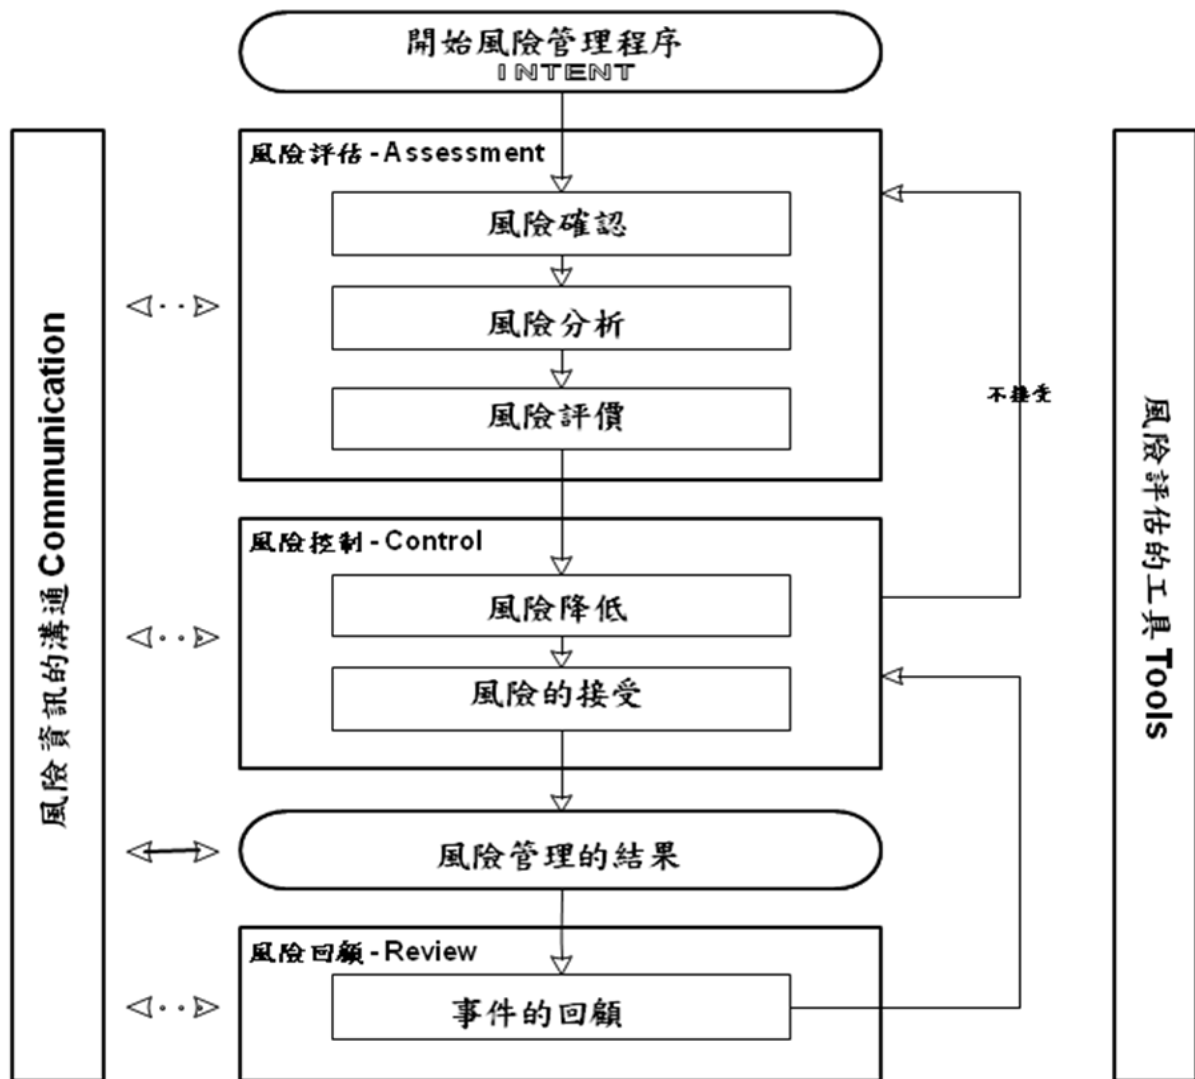 開始風險管理程序
INTENT
風險評估 - Assessment
風險確認
風險分析
風險評價
不接受
風險控制 - Control
風險降低
風險的接受
風險管理的結果
風險回顧 - Review
事件的回顧
風險資訊的溝通 Communication
風險評估的工具 Tools